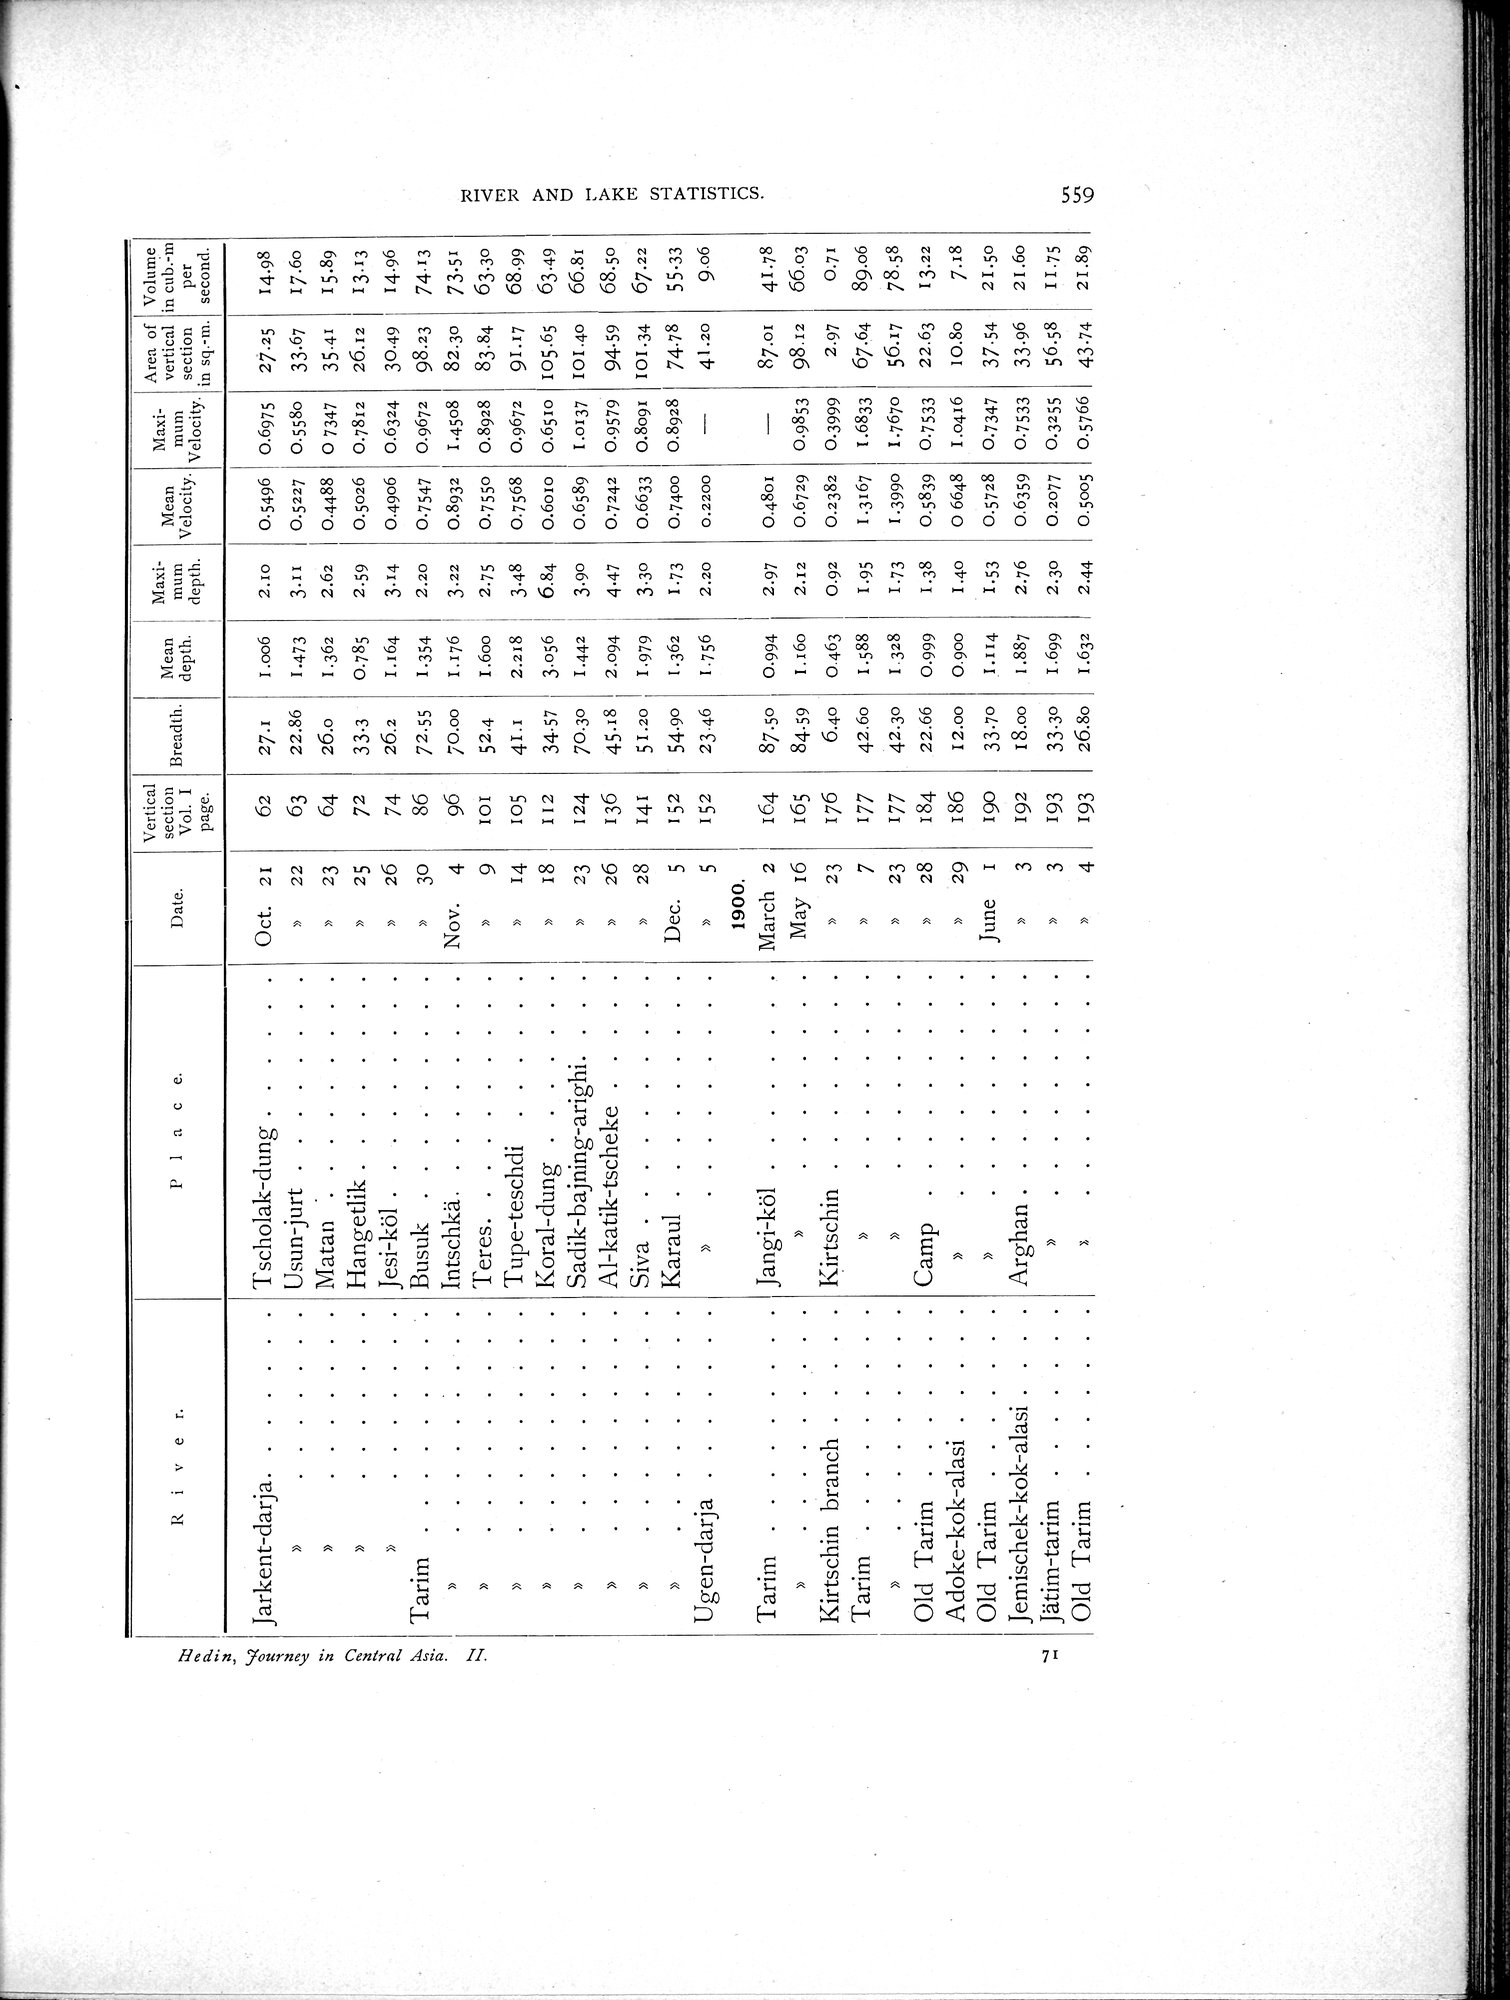 RIVER AND LAKE STATISTICS. 559
River. Place. Date. Vertical section Vol. I page. Breadth. Mean depth. Maxi-mum depth. Mean Velocity. Maxi-mum Velocity. Area of vertical section in sq.-m. Volume in cub.-m per second.
Jarkent-darja. . . . . . . Tscholak-dung . . . . . . Oct. 21 62 27.1 1.006 2.10 0.5496 0.6975 27.25 14.98
» . . . . . . . Usun-jurt . . . . . . . . » 22 63 22.86 1.473 3.11 0.5227 0.5580 33.67 17.60
» . . . . . . . Matan . . . . . . . . » 23 64 26.0 1.362 2.62 0.4488 0 7347 35.41 15.89
» . . . . . . . Hangetlik . . . . . . . . » 25 72 33.3 0.785 2.59 0.5026 0.7812 26.12 13.13
» . . . . . . . Jesi-köl . . . . . . . . . » 26 74 26.2 1.164 3.14 0.4906 0.6324 30.49 14.96
Tarim . . . . . . . . . Busuk . . . . . . . . . » 30 86 72.55 1.354 2.20 0.7547 0.9672 98.23 74.13
» . . . . . . . . . Intschkä. . . . . . . . . Nov. 4 96 70.00 1.176 3.22 0.8932 1.4508 82.30 73.51
» . . . . . . . . . Teres. . . . . . . . . . » 9 101 52.4 1.600 2.75 0.7550 0.8928 83.84 63.30
» . . . . . . . . . Tupe-teschdi . . . . . . . » 14 105 41.1 2.218 3.48 0.7568 0.9672 91.17 68.99
» . . . . . . . . . Koral-dung . . . . . . . . » 18 112 34.57 3.056 6.84 0.6010 0.6510 105.65 63.49
» . . . . . . . . . Sadik-bajning-arighi. . . . » 23 124 70.30 1.442 3.90 0.6589 1.0137 101.40 66.81
» . . . . . . . . . Al-katik-tscheke . . . . . » 26 136 45.18 2.094 4.47 0.7242 0.9579 94.59 68.50
» . . . . . . . . . Siva . . . . . . . . . . » 28 141 51.20 1.979 3.30 0.6633 0.8091 101.34 67.22
» . . . . . . . . . Karaul . . . . . . . . . Dec. 5 152 54.90 1.362 1.73 0.7400 0.8928 74.78 55.33
Ugen-darja . . . . . . . » . . . . . . . . . » 5 152 23.46 1.756 2.20 0.2200 — 41.20 9.06
1900.
Tarim . . . . . . . . . Jangi-köl . . . . . . . . March 2 164 87.50 0.994 2.97 0.4801 — 87.01 41.78
» . . . . . . . . . » . . . . . . . . May 16 165 84.59 1.160 2.12 0.6729 0.9853 98.12 66.03
Kirtschin branch . . . . . Kirtschin . . . . . . . . » 23 176 6.40 0.463 0.92 0.2382 0.3999 2.97 0.71
Tarim . . . . . . . . . » . . . . . . . . » 7 177 42.60 1.588 1.95 1.3167 1.6833 67.64 89.06
» . . . . . . . . . » . . . . . . . . » 23 177 42.30 1 328 1.73 1.3990 1.7670 56.17 78.58
Old Tarim . . . . . . . Camp . . . . . . . . . » 28 184 22.66 0.999 1.38 0.5839 0.7533 22.63 13.22
Adoke-kok-alasi . . . . . » . . . . . . . . . » 29 186 12.00 0.900 1.40 0 6648 1.0416 10.80 7.18
Old Tarim . . . . . . . » . . . . . . . . . June 1 190 33.70 1.114 1.53 0.5728 0.7347 37.54 21.50
Jemischek-kok-alasi . . . . Arghan . . . . . . . . . » 3 192 18.00 1.887 2.76 0.6359 0.7533 33.96 21.60
Jätim-tarim . . . . . . . » . . . . . . . . . » 3 193 33.30 1.699 2.30 0.2077 0.3255 56.58 11.75
Old Tarim . . . . . . . » . . . . . . . . . » 4 193 26.80 1.632 2.44 0.5005 0.5766 43.74 21.89
Hedin, Journey in Central Asia. II. 71